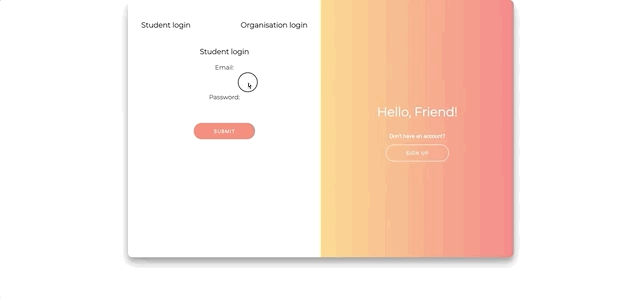 Student login
Organisation login
Student login
Email:
Password:
SUBMIT
Hello, Friend!
Don't have an account?
SIGN UP